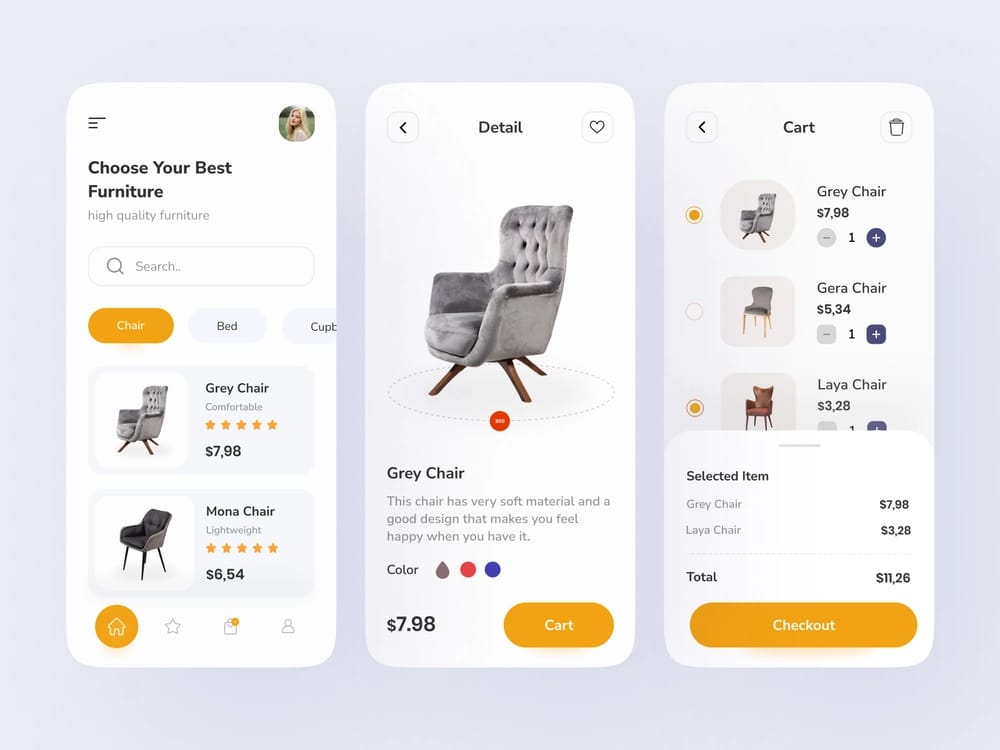 Choose Your Best
Furniture
high quality furniture
Search..
Chair
Bed
Cupb
Grey Chair
Comfortable
$7,98
Mona Chair
Lightweight
$6,54
Detail
Grey Chair
This chair has very soft material and a
good design that makes you feel
happy when you have it.
Color
$7.98
Cart
Cart
Grey Chair
$7,98
− 1 +
Gera Chair
$5,34
− 1 +
Laya Chair
$3,28
1
Selected Item
Grey Chair $7,98
Laya Chair $3,28
Total $11,26
Checkout